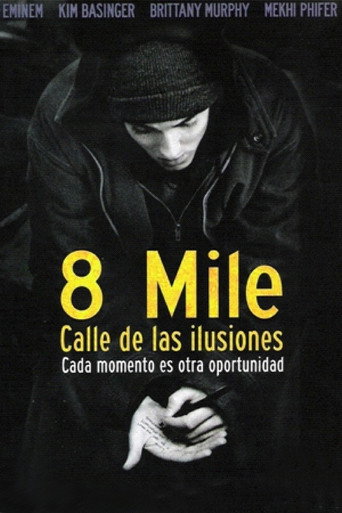 EMINEM KIM BASINGER BRITTANY MURPHY MEKHI PHIFER
8 Mile
Calle de las ilusiones
Cada momento es otra oportunidad